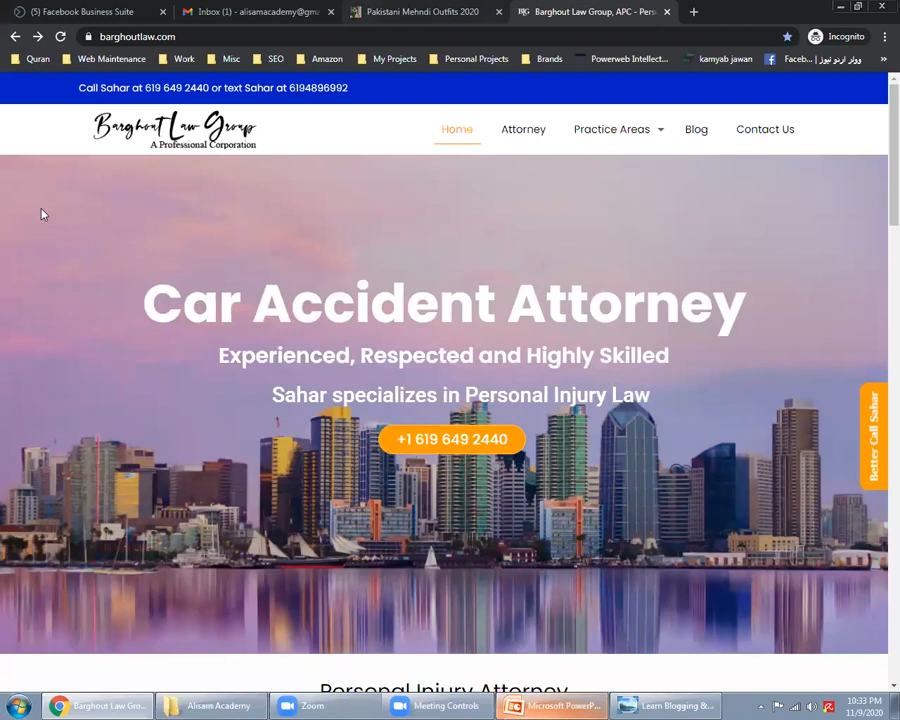 (5) Facebook Business Suite
Inbox (1) - alisamacademy@gm
Pakistani Mehndi Outfits 2020
Barghout Law Group, APC - Pers
barghoutlaw.com
Incognito
Quran
Web Maintenance
Work
Misc
SEO
Amazon
My Projects
Personal Projects
Brands
Powerweb Intellect...
kamyab jawan
Faceb... | وولر اردو نیوز
Call Sahar at 619 649 2440 or text Sahar at 6194896992
Barghout Law Group
A Professional Corporation
Home
Attorney
Practice Areas
Blog
Contact Us
Car Accident Attorney
Experienced, Respected and Highly Skilled
Sahar specializes in Personal Injury Law
+1 619 649 2440
Better Call Sahar
Personal Injury Attorney
Barghout Law Gro...
Alisam Academy
Zoom
Meeting Controls
Microsoft PowerP...
Learn Blogging &...
10:33 PM
11/9/2020